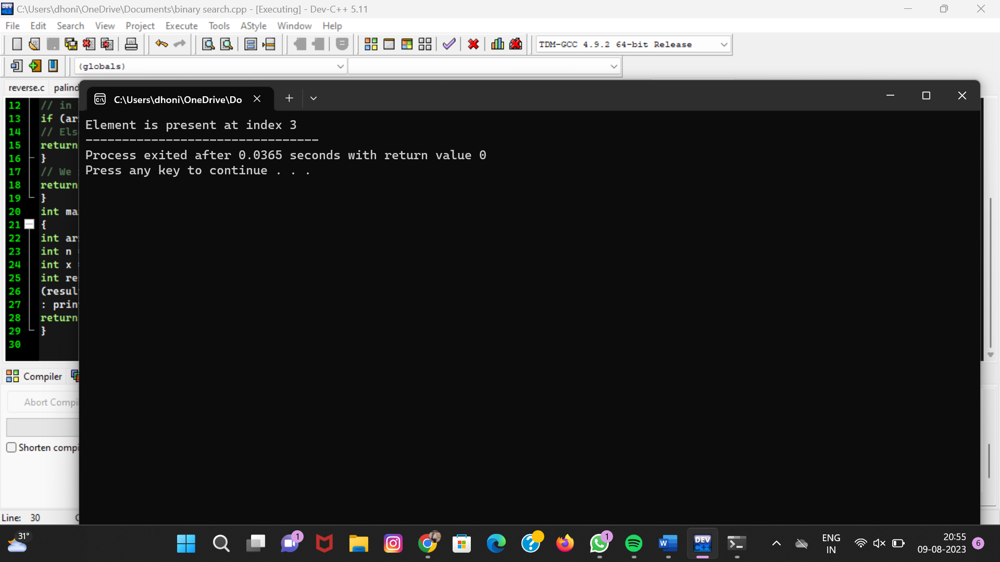 C:\Users\dhoni\OneDrive\Documents\binary search.cpp - [Executing] - Dev-C++ 5.11
File Edit Search View Project Execute Tools AStyle Window Help
TDM-GCC 4.9.2 64-bit Release
(globals)
reverse.c palind
C:\Users\dhoni\OneDrive\Do
12 // in
13 if (ar
14 // Els
15 return
16 }
17 // We
18 return
19 }
20 int ma
21 {
22 int ar
23 int n
24 int x
25 int re
26 (resul
27 : prin
28 return
29 }
30
Element is present at index 3
--------------------------------
Process exited after 0.0365 seconds with return value 0
Press any key to continue . . .
Compiler
Abort Compi
Shorten compi
Line: 30
31°
1
1
W
DEV
C++
ENG
IN
20:55
09-08-2023
6